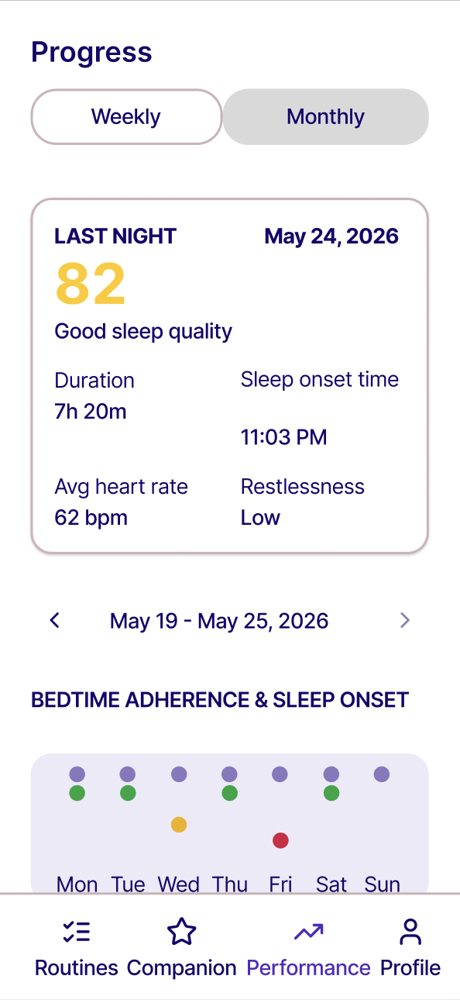 Progress
Weekly Monthly
LAST NIGHT May 24, 2026
82
Good sleep quality
Duration Sleep onset time
7h 20m
11:03 PM
Avg heart rate Restlessness
62 bpm Low
May 19 - May 25, 2026
BEDTIME ADHERENCE & SLEEP ONSET
Mon Tue Wed Thu Fri Sat Sun
Routines Companion Performance Profile